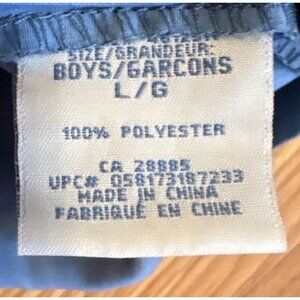 SIZE/GRANDEUR:
BOYS/GARCONS
L/G
100% POLYESTER
CA 28885
UPC# 058173187233
MADE IN CHINA
FABRIQUÉ EN CHINE